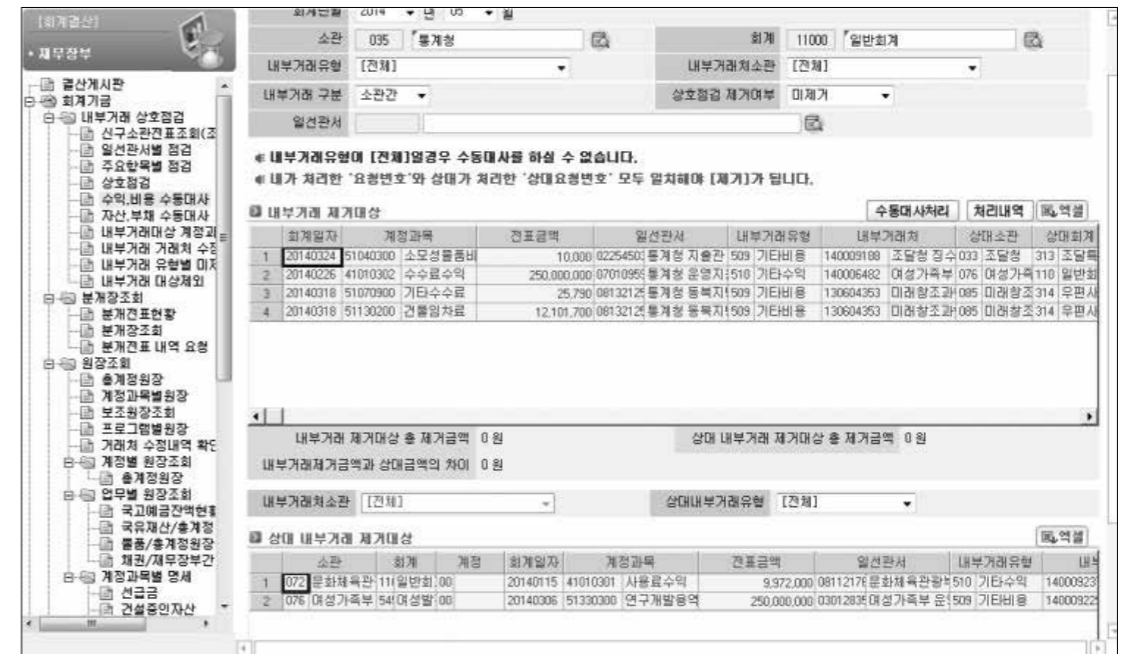 [회계결산]
• 재무장부
결산게시판
회계기금
내부거래 상호점검
신구소관전표조회(조
일선관서별 점검
주요항목별 점검
상호점검
수익,비용 수동대사
자산,부채 수동대사
내부거래대상 계정과
내부거래 거래처 수정
내부거래 유형별 미제
내부거래 대상제외
분개장조회
분개전표현황
분개장조회
분개전표 내역 요청
원장조회
총계정원장
계정과목별원장
보조원장조회
프로그램별원장
거래처 수정내역 확인
계정별 원장조회
총계정원장
업무별 원장조회
국고예금잔액현황
국유재산/총계정
물품/총계정원장
채권/재무장부간
계정과목별 명세
선급금
건설중인자산
회계년월 2014 년 05 월
소관 035 통계청 회계 11000 일반회계
내부거래유형 [전체] 내부거래처소관 [전체]
내부거래 구분 소관간 상호점검 제거여부 미제거
일선관서
내부거래유형이 [전체]일경우 수동대사를 하실 수 없습니다.
내가 처리한 '요청번호'와 상대가 처리한 '상대요청번호' 모두 일치해야 [제거]가 됩니다.
내부거래 제거대상 수동대사처리 처리내역 엑셀
회계일자 계정과목 전표금액 일선관서 내부거래유형 내부거래처 상대소관 상대회계
1 20140324 51040300 소모성물품비 10,000 02254503 통계청 지출관 509 기타비용 140009188 조달청 징수 033 조달청 313 조달특
2 20140226 41010302 수수료수익 250,000,000 07010959 통계청 운영지 510 기타수익 140006482 여성가족부 076 여성가족 110 일반회
3 20140318 51070900 기타수수료 25,790 08132125 통계청 동북지 509 기타비용 130604353 미래창조과 085 미래창조 314 우편사
4 20140318 51130200 건물임차료 12,101,700 08132125 통계청 동북지 509 기타비용 130604353 미래창조과 085 미래창조 314 우편사
내부거래 제거대상 총 제거금액 0 원 상대 내부거래 제거대상 총 제거금액 0 원
내부거래제거금액과 상대금액의 차이 0 원
내부거래처소관 [전체] 상대내부거래유형 [전체]
상대 내부거래 제거대상 엑셀
소관 회계 계정 회계일자 계정과목 전표금액 일선관서 내부거래유형 내부
1 072 문화체육관 110 일반회 00 20140115 41010301 사용료수익 9,972,000 08112176 문화체육관광부 510 기타수익 14000923
2 076 여성가족부 545 여성발 00 20140306 51330300 연구개발용역 250,000,000 03012835 여성가족부 운 509 기타비용 14000922